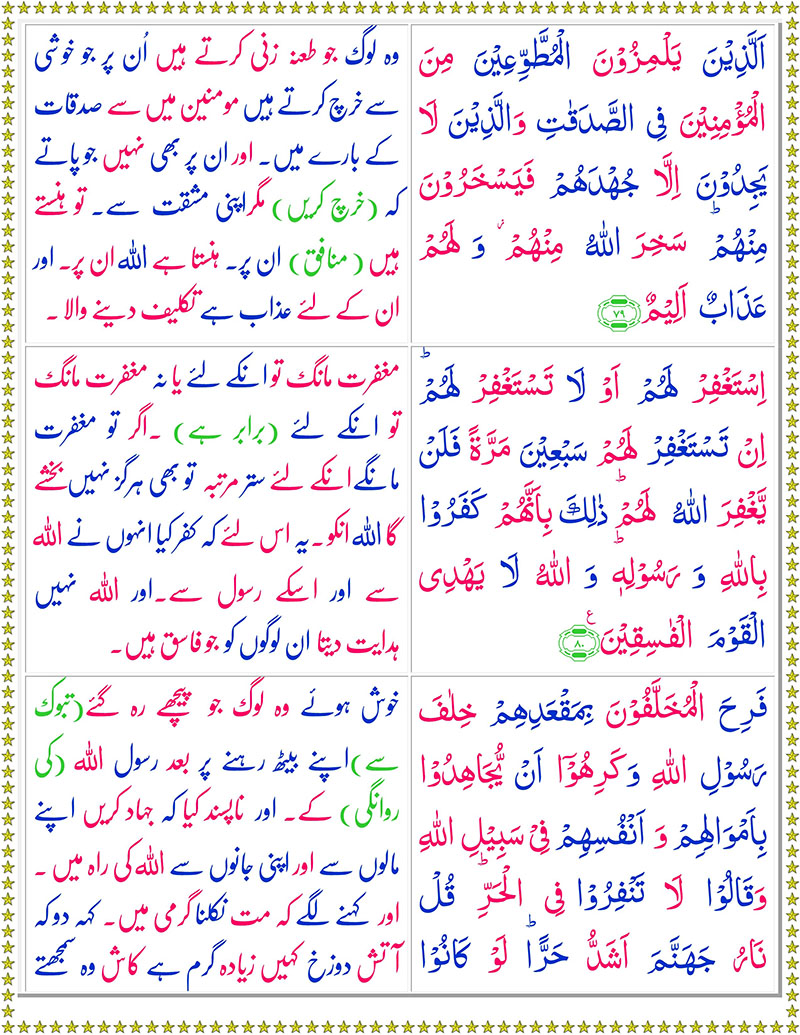 اَلَّذِيْنَ يَلْمِزُوْنَ الْمُطَّوِّعِيْنَ مِنَ
الْمُؤْمِنِيْنَ فِى الصَّدَقٰتِ وَالَّذِيْنَ لَا
يَجِدُوْنَ اِلَّا جُهْدَهُمْ فَيَسْخَرُوْنَ
مِنْهُمْ ؕ سَخِرَ اللّٰهُ مِنْهُمْ ؗ وَ لَهُمْ
عَذَابٌ اَلِيْمٌ ﴿۷۹﴾
وہ لوگ جو طعنہ زنی کرتے ہیں اُن پر جو خوشی
سے خرچ کرتے ہیں مومنین میں سے صدقات
کے بارے میں۔ اور ان پر بھی نہیں جو پاتے
کہ (خرچ کریں) مگر اپنی مشقت سے۔ تو ہنستے
ہیں (منافق) ان پر۔ ہنستا ہے اللہ ان پر۔ اور
ان کے لئے عذاب ہے تکلیف دینے والا۔
اِسْتَغْفِرْ لَهُمْ اَوْ لَا تَسْتَغْفِرْ لَهُمْ ؕ
اِنْ تَسْتَغْفِرْ لَهُمْ سَبْعِيْنَ مَرَّةً فَلَنْ
يَّغْفِرَ اللّٰهُ لَهُمْ ؕ ذٰلِكَ بِاَنَّهُمْ كَفَرُوْا
بِاللّٰهِ وَ رَسُوْلِهٖ ؕ وَ اللّٰهُ لَا يَهْدِى
الْقَوْمَ الْفٰسِقِيْنَ ﴿۸۰﴾ ع
مغفرت مانگ تو انکے لئے یا نہ مغفرت مانگ
تو انکے لئے (برابر ہے)۔ اگر تو مغفرت
مانگے انکے لئے ستر مرتبہ تو بھی ہرگز نہیں بخشے
گا اللہ انکو۔ یہ اس لئے کہ کفر کیا انہوں نے اللہ
سے اور اسکے رسول سے۔ اور اللہ نہیں
ہدایت دیتا ان لوگوں کو جو فاسق ہیں۔
فَرِحَ الْمُخَلَّفُوْنَ بِمَقْعَدِهِمْ خِلٰفَ
رَسُوْلِ اللّٰهِ وَكَرِهُوْۤا اَنْ يُّجَاهِدُوْا
بِاَمْوَالِهِمْ وَ اَنْفُسِهِمْ فِىْ سَبِيْلِ اللّٰهِ
وَقَالُوْا لَا تَنْفِرُوْا فِى الْحَرِّ ؕ قُلْ
نَارُ جَهَنَّمَ اَشَدُّ حَرًّا ؕ لَوْ كَانُوْا
خوش ہوئے وہ لوگ جو پیچھے رہ گئے (تبوک
سے) اپنے بیٹھ رہنے پر بعد رسول اللہ (کی
روانگی) کے۔ اور ناپسند کیا کہ جہاد کریں اپنے
مالوں سے اور اپنی جانوں سے اللہ کی راہ میں۔
اور کہنے لگے کہ مت نکلنا گرمی میں۔ کہہ دو کہ
آتش دوزخ کہیں زیادہ گرم ہے کاش وہ سمجھتے